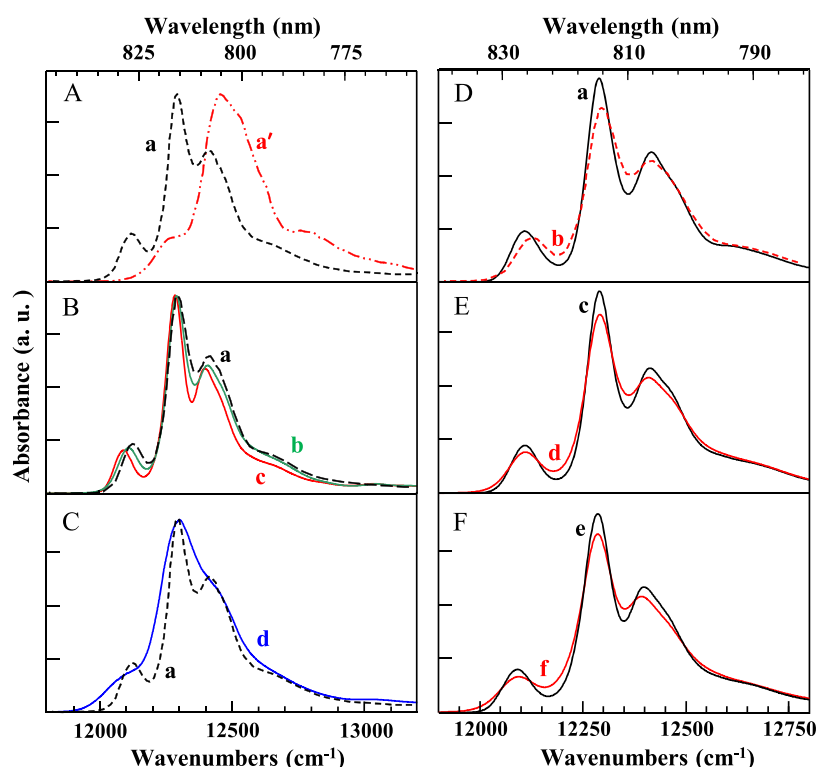 Wavelength (nm)
Wavelength (nm)
825 800 775
830 810 790
A
a
a′
D
a
b
Absorbance (a. u.)
B
a
b
c
E
c
d
C
d
a
F
e
f
12000 12500 13000
12000 12250 12500 12750
Wavenumbers (cm-1)
Wavenumbers (cm-1)